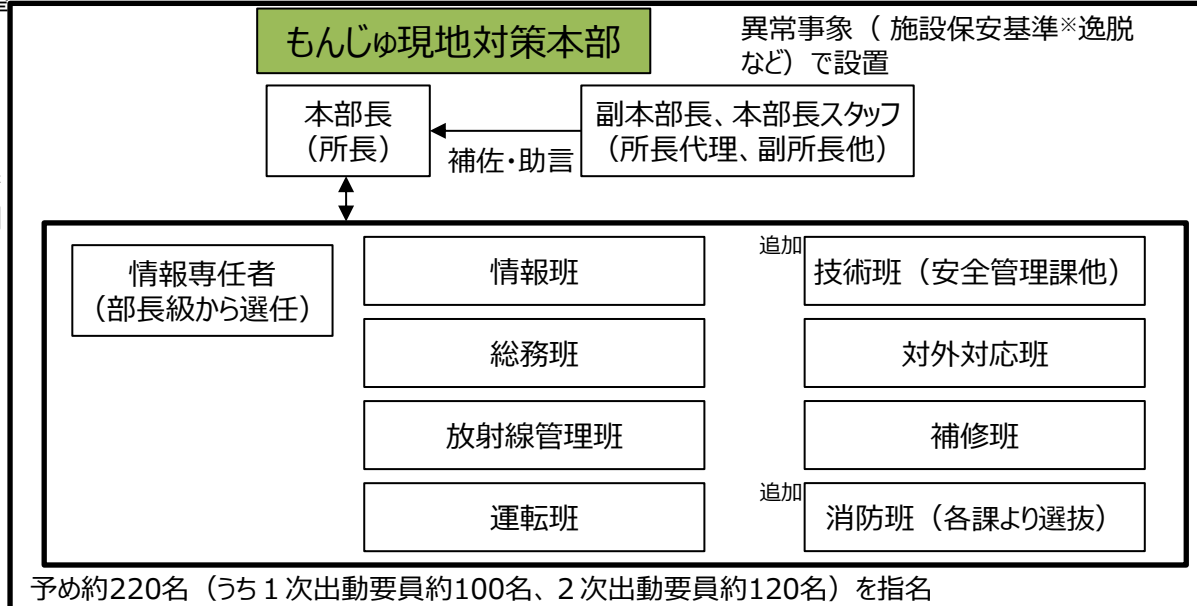 もんじゅ現地対策本部
異常事象（ 施設保安基準※逸脱
など）で設置
本部長
（所長）
補佐・助言
副本部長、本部長スタッフ
（所長代理、副所長他）
情報専任者
（部長級から選任）
情報班
総務班
放射線管理班
運転班
追加
技術班（安全管理課他）
対外対応班
補修班
追加
消防班（各課より選抜）
予め約220名（うち１次出動要員約100名、２次出動要員約120名）を指名